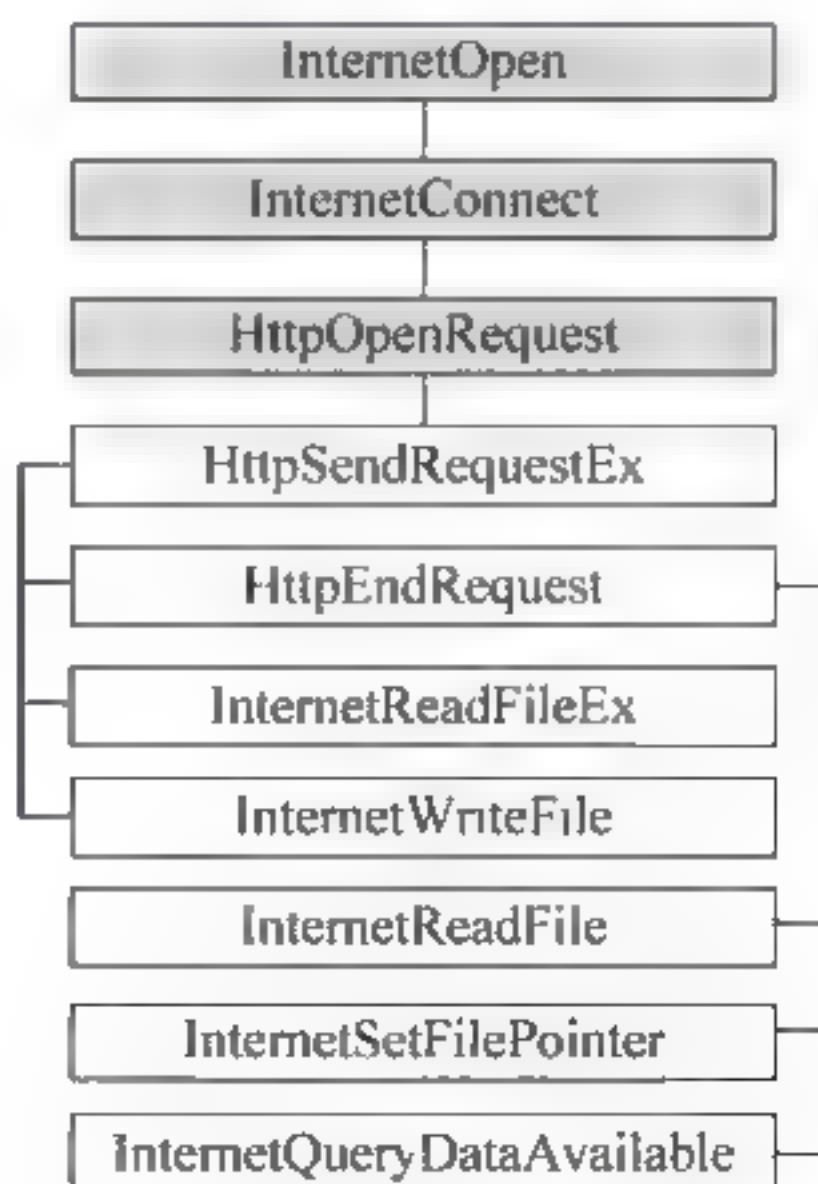 InternetOpen
InternetConnect
HttpOpenRequest
HttpSendRequestEx
HttpEndRequest
InternetReadFileEx
InternetWriteFile
InternetReadFile
InternetSetFilePointer
InternetQueryDataAvailable